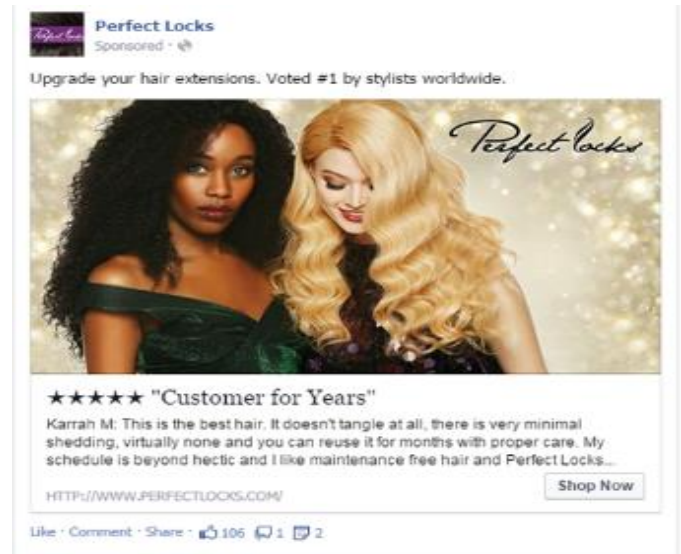 Perfect Locks
Perfect Locks
Sponsored ·
Upgrade your hair extensions. Voted #1 by stylists worldwide.
Perfect locks
★★★★★ "Customer for Years"
Karrah M: This is the best hair. It doesn't tangle at all, there is very minimal
shedding, virtually none and you can reuse it for months with proper care. My
schedule is beyond hectic and I like maintenance free hair and Perfect Locks...
Shop Now
HTTP://WWW.PERFECTLOCKS.COM/
Like · Comment · Share · 106 1 2